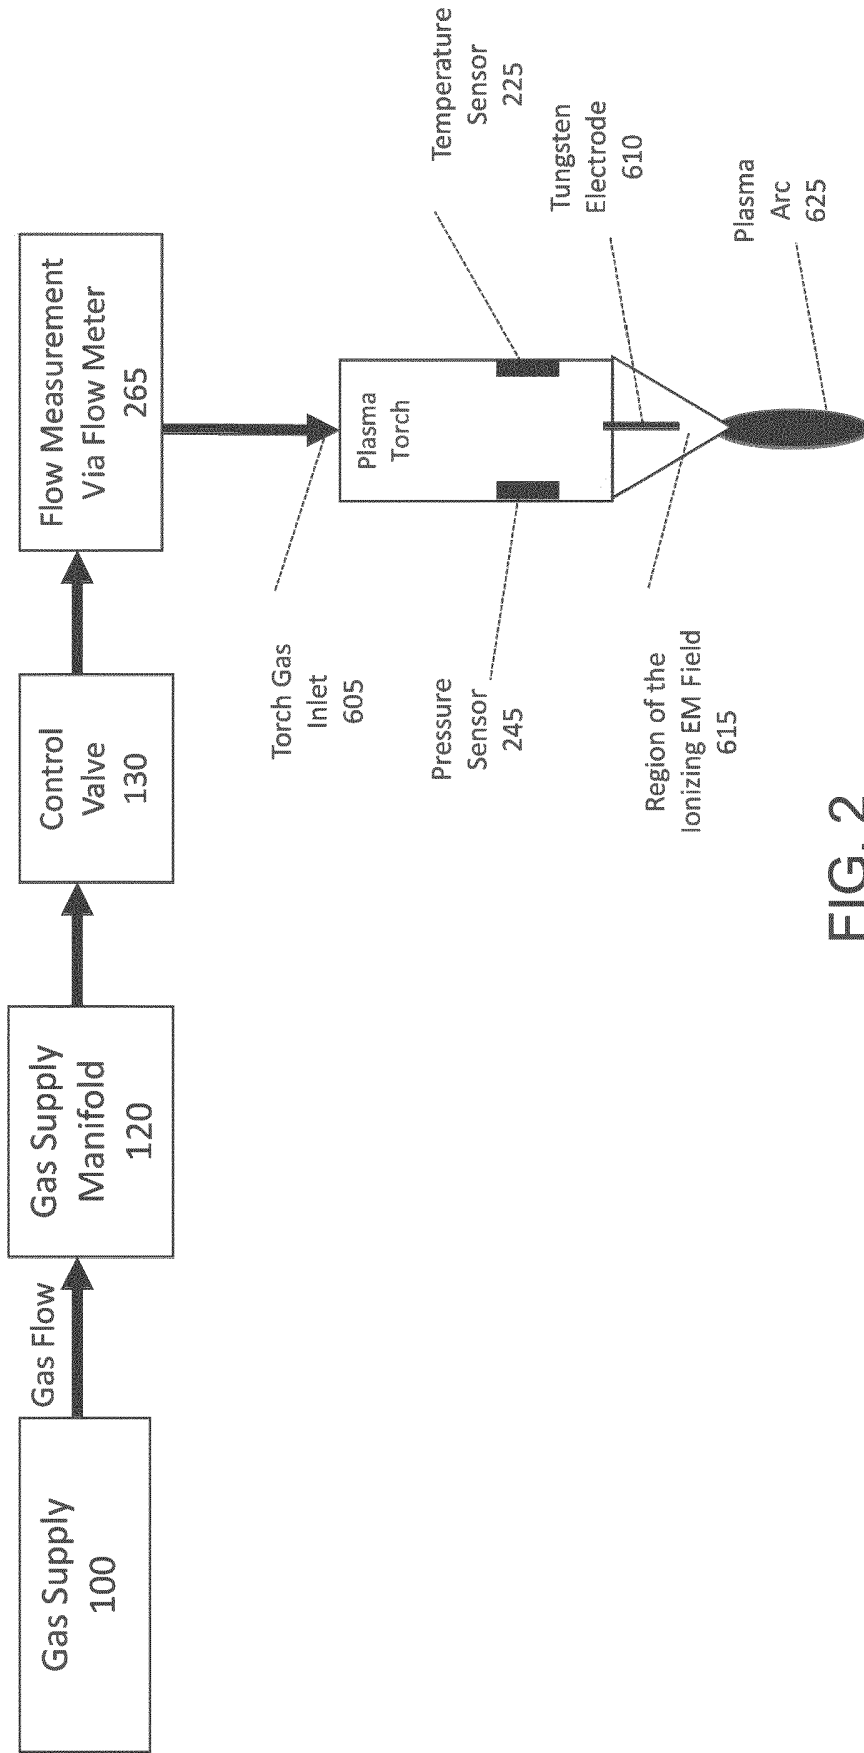 Gas Supply
100
Gas Flow
Gas Supply
Manifold
120
Control
Valve
130
Flow Measurement
Via Flow Meter
265
Torch Gas
Inlet
605
Plasma
Torch
Pressure
Sensor
245
Temperature
Sensor
225
Tungsten
Electrode
610
Region of the
Ionizing EM Field
615
Plasma
Arc
625
FIG. 2